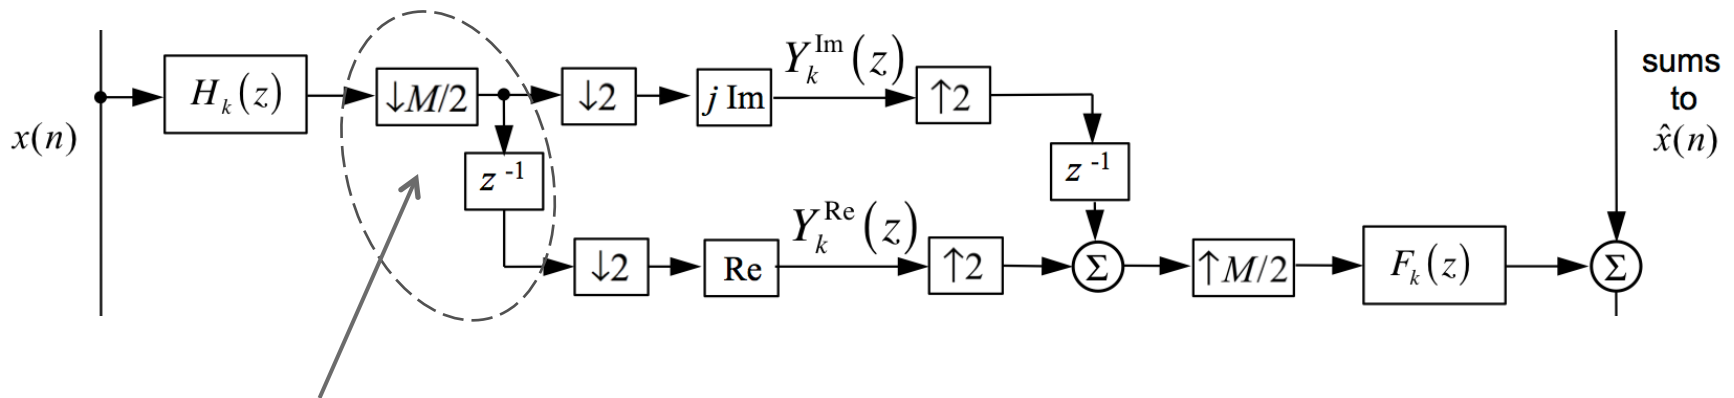 x(n)
H_k(z)
↓M/2
z^{-1}
↓2
j Im
Y_k^{Im}(z)
↑2
z^{-1}
↓2
Re
Y_k^{Re}(z)
↑2
Σ
↑M/2
F_k(z)
Σ
sums
to
x̂(n)